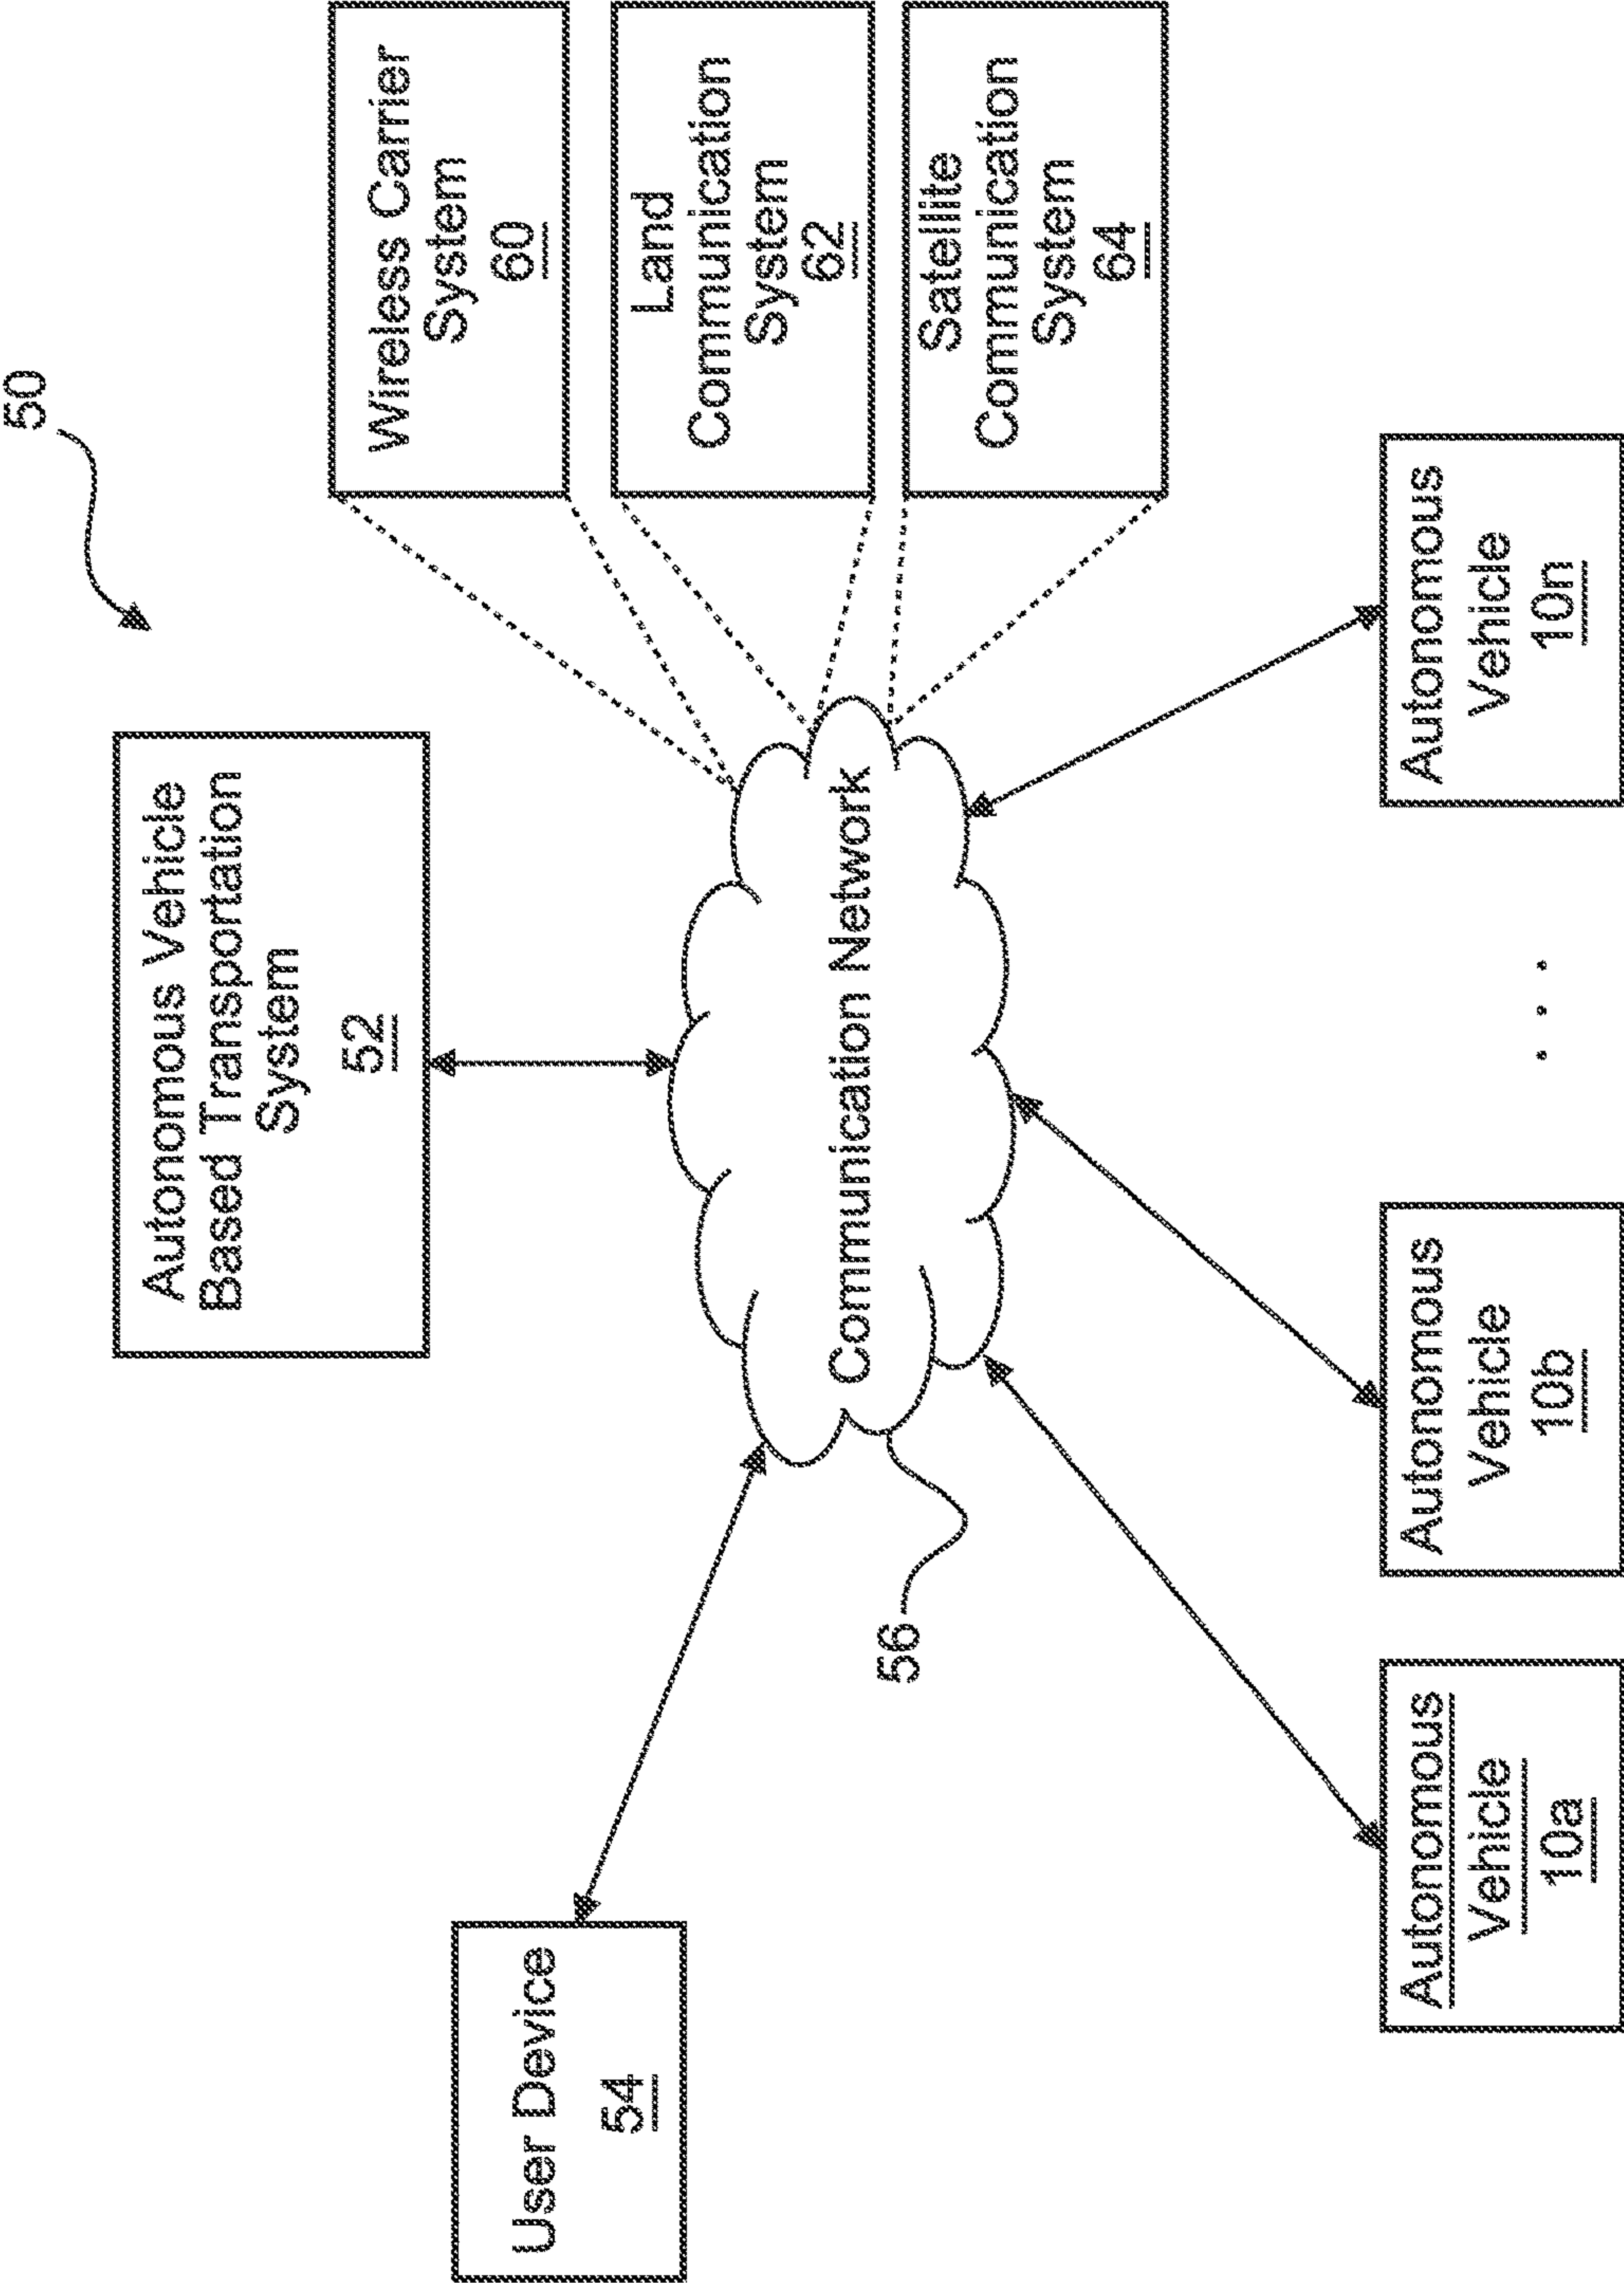 50
Autonomous Vehicle
Based Transportation
System
52
Wireless Carrier
System
60
Land
Communication
System
62
Satellite
Communication
System
64
User Device
54
Communication Network
56
Autonomous
Vehicle
10a
Autonomous
Vehicle
10b
. . .
Autonomous
Vehicle
10n